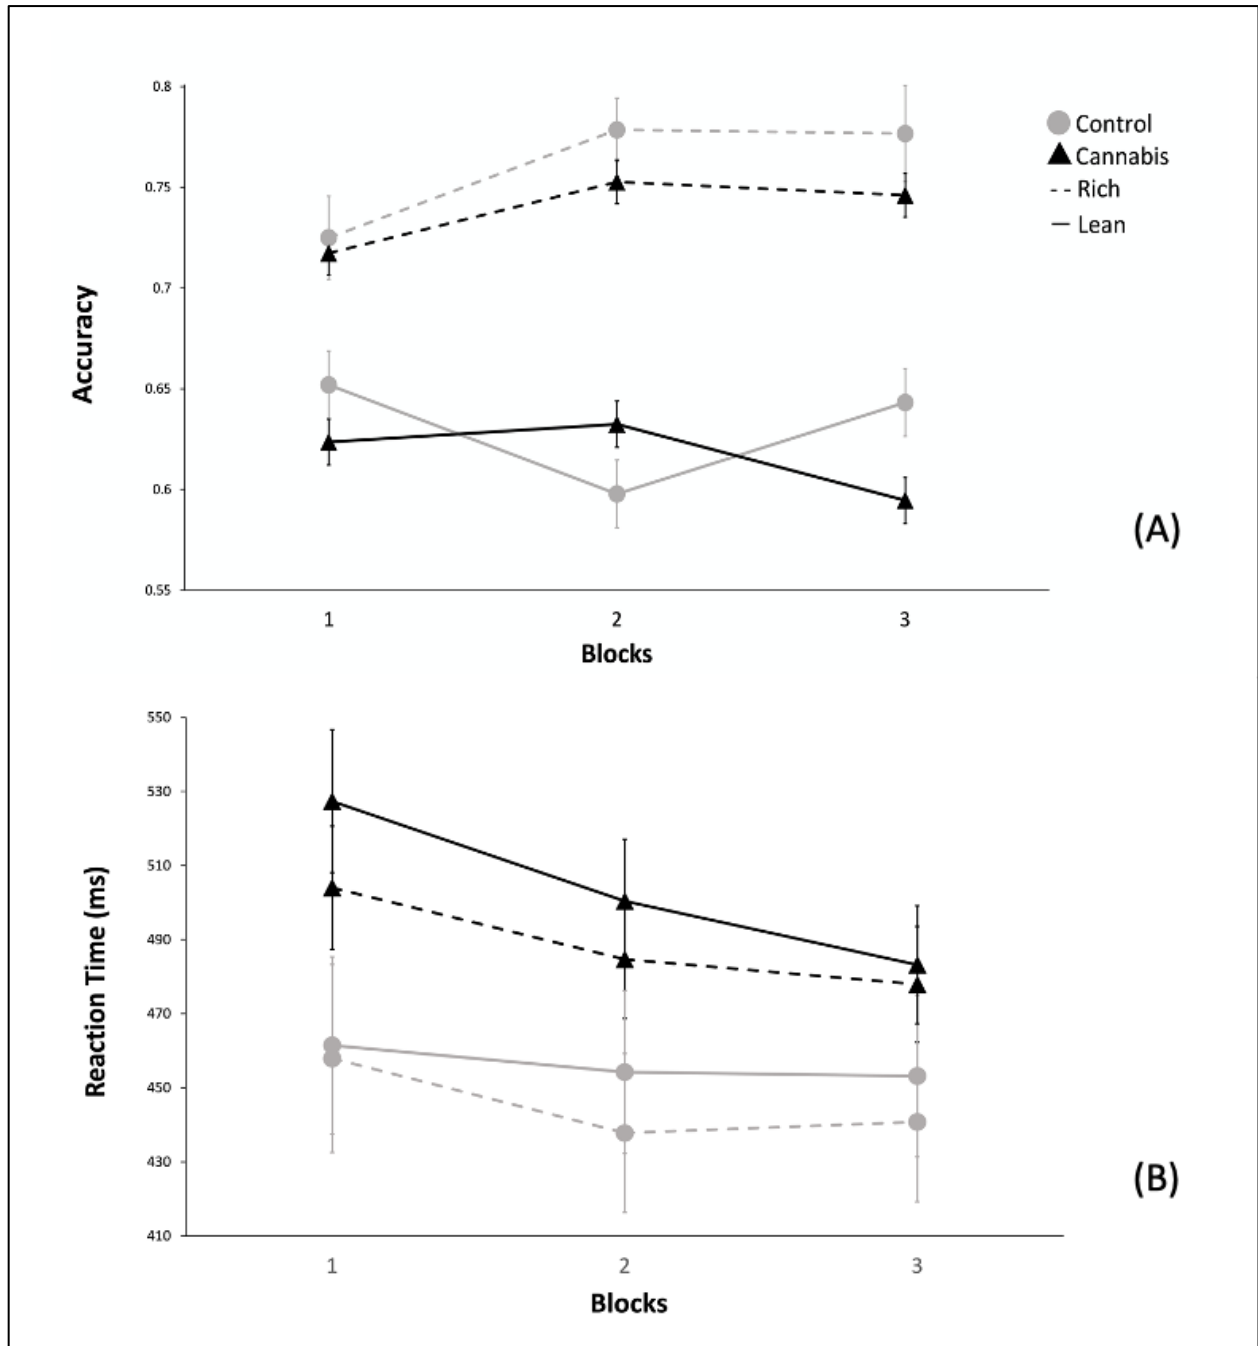 0.8
0.75
0.7
0.65
0.6
0.55
Accuracy
1 2 3
Blocks
Control
Cannabis
-- Rich
— Lean
(A)
550
530
510
490
470
450
430
410
Reaction Time (ms)
1 2 3
Blocks
(B)